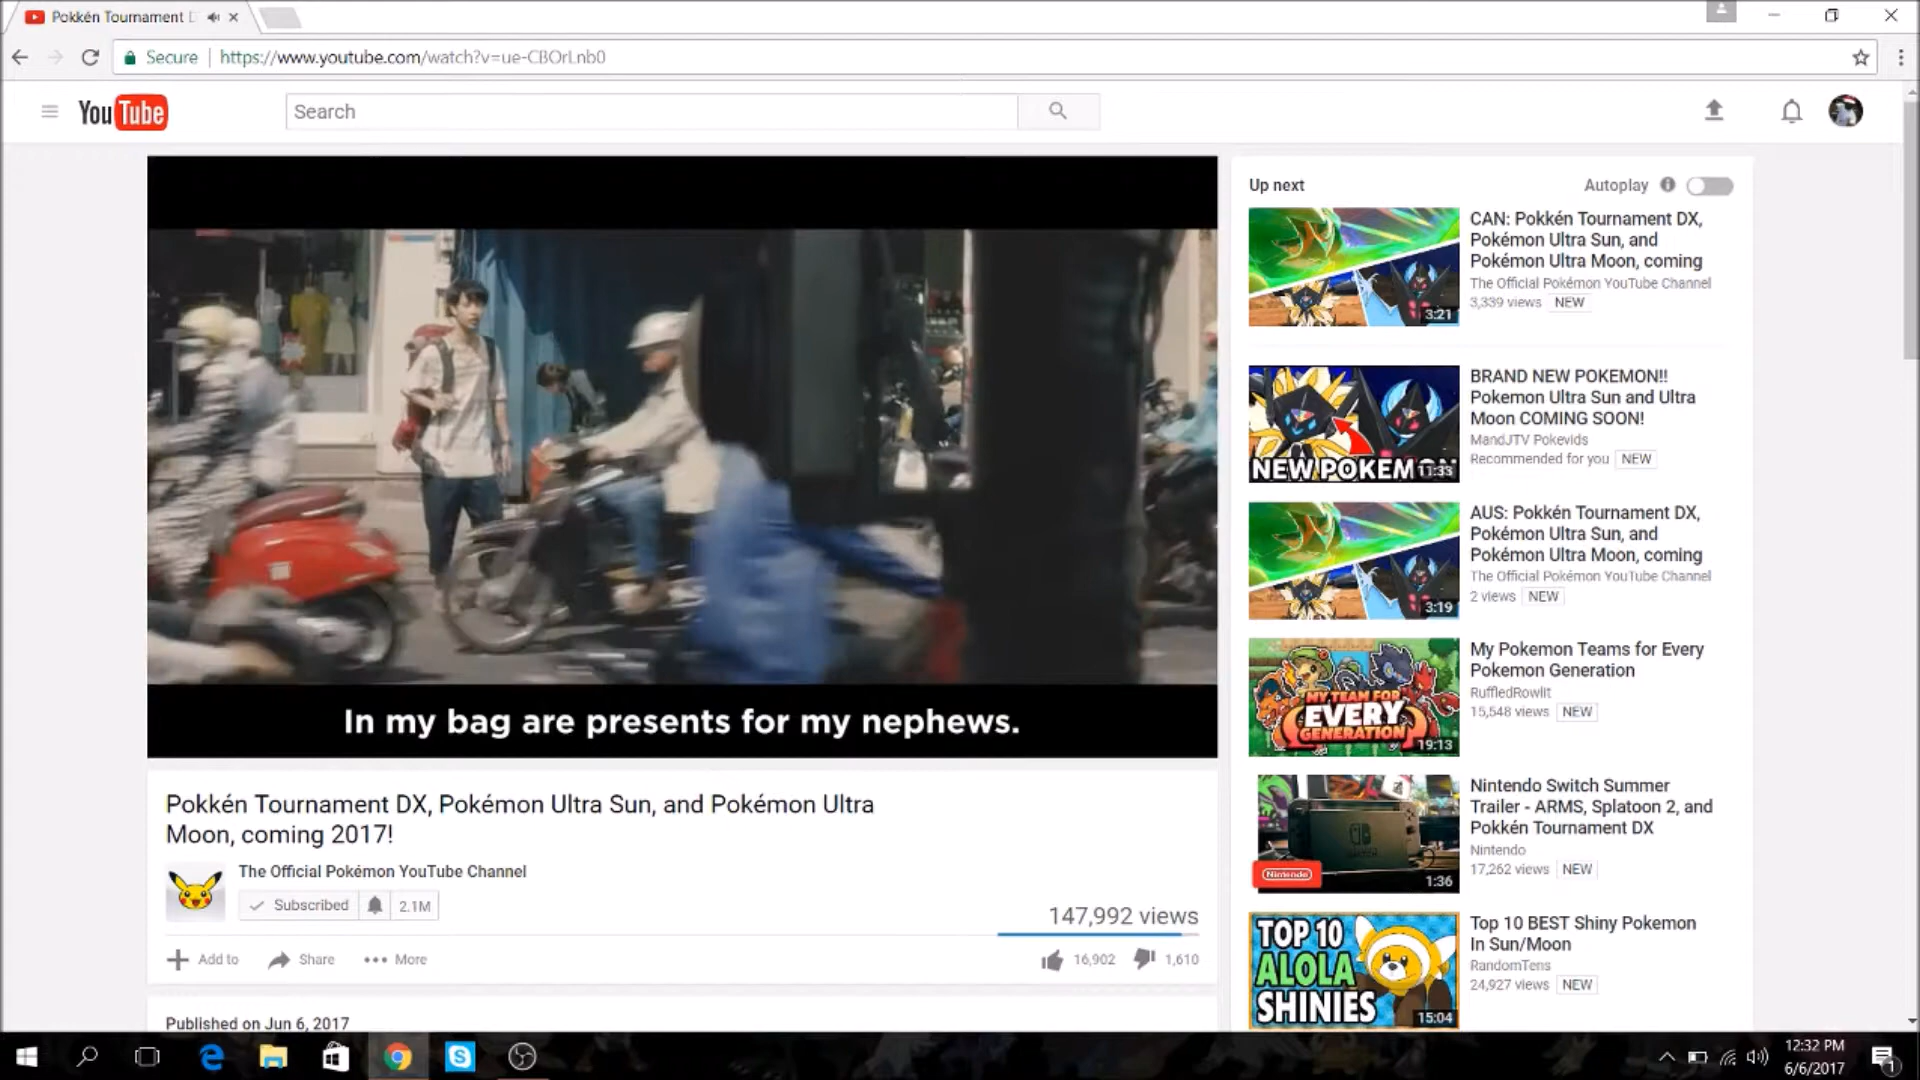 Pokkén Tournament D
Secure
https://www.youtube.com/watch?v=ue-CBOrLnb0
YouTube
Search
In my bag are presents for my nephews.
Pokkén Tournament DX, Pokémon Ultra Sun, and Pokémon Ultra
Moon, coming 2017!
The Official Pokémon YouTube Channel
Subscribed
2.1M
147,992 views
Add to
Share
More
16,902
1,610
Published on Jun 6, 2017
Up next
Autoplay
3:21
CAN: Pokkén Tournament DX,
Pokémon Ultra Sun, and
Pokémon Ultra Moon, coming
The Official Pokémon YouTube Channel
3,339 views NEW
NEW POKEMON
11:33
BRAND NEW POKEMON!!
Pokemon Ultra Sun and Ultra
Moon COMING SOON!
MandJTV Pokevids
Recommended for you NEW
3:19
AUS: Pokkén Tournament DX,
Pokémon Ultra Sun, and
Pokémon Ultra Moon, coming
The Official Pokémon YouTube Channel
2 views NEW
MY TEAM FOR
EVERY
GENERATION
19:13
My Pokemon Teams for Every
Pokemon Generation
RuffledRowlit
15,548 views NEW
Nintendo
1:36
Nintendo Switch Summer
Trailer - ARMS, Splatoon 2, and
Pokkén Tournament DX
Nintendo
17,262 views NEW
TOP 10
ALOLA
SHINIES
15:04
Top 10 BEST Shiny Pokemon
In Sun/Moon
RandomTens
24,927 views NEW
12:32 PM
6/6/2017
1